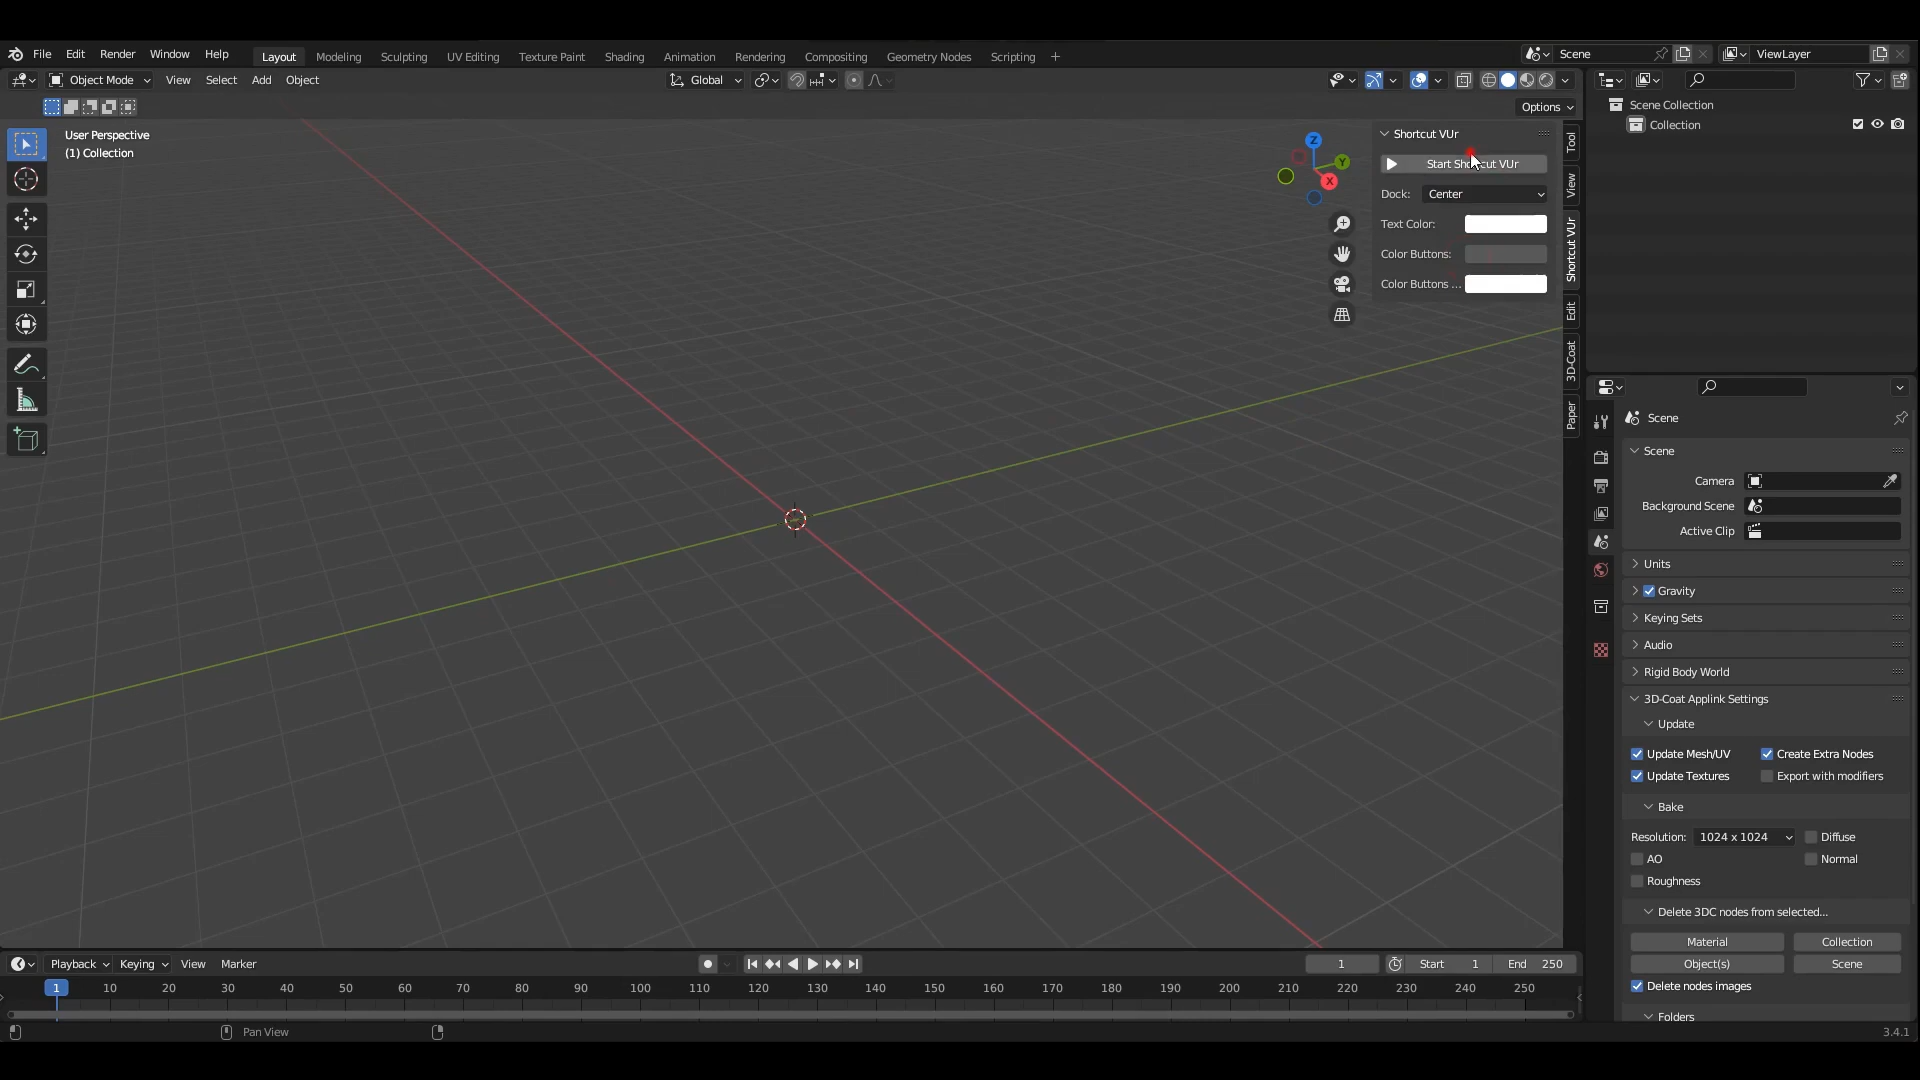 File Edit Render Window Help Layout Modeling Sculpting UV Editing Texture Paint Shading Animation Rendering Compositing Geometry Nodes Scripting + Scene ViewLayer
Object Mode View Select Add Object Global
Options
User Perspective
(1) Collection
Z
Y
X
Shortcut VUr
Start Shortcut VUr
Dock: Center
Text Color:
Color Buttons:
Color Buttons ...
Tool
View
Shortcut VUr
Edit
3D-Coat
Paper
Scene Collection
Collection
Scene
Scene
Camera
Background Scene
Active Clip
Units
Gravity
Keying Sets
Audio
Rigid Body World
3D-Coat Applink Settings
Update
Update Mesh/UV Create Extra Nodes
Update Textures Export with modifiers
Bake
Resolution: 1024 x 1024 Diffuse
AO Normal
Roughness
Delete 3DC nodes from selected...
Material Collection
Object(s) Scene
Delete nodes images
Folders
Playback Keying View Marker 1 Start 1 End 250
1 10 20 30 40 50 60 70 80 90 100 110 120 130 140 150 160 170 180 190 200 210 220 230 240 250
Pan View 3.4.1